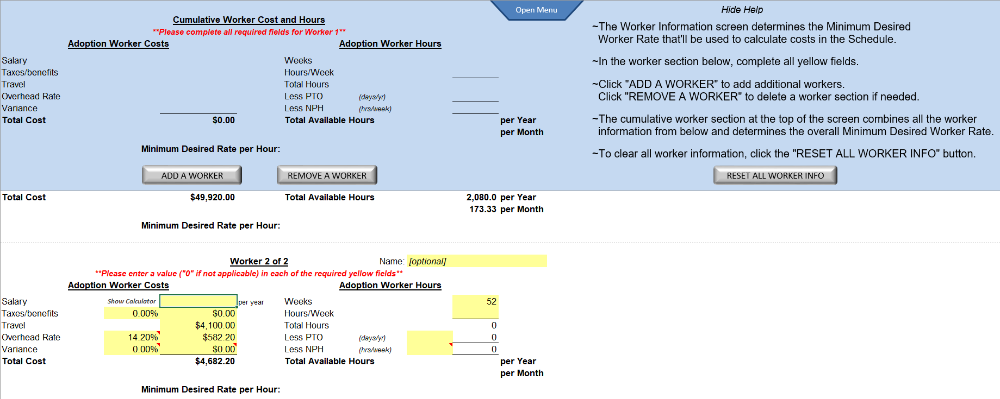 Open Menu
Cumulative Worker Cost and Hours
**Please complete all required fields for Worker 1**
Adoption Worker Costs Adoption Worker Hours
Salary Weeks
Taxes/benefits Hours/Week
Travel Total Hours
Overhead Rate Less PTO (days/yr)
Variance Less NPH (hrs/week)
Total Cost $0.00 Total Available Hours per Year
per Month
Minimum Desired Rate per Hour:
ADD A WORKER REMOVE A WORKER
Hide Help
~The Worker Information screen determines the Minimum Desired
Worker Rate that'll be used to calculate costs in the Schedule.
~In the worker section below, complete all yellow fields.
~Click "ADD A WORKER" to add additional workers.
Click "REMOVE A WORKER" to delete a worker section if needed.
~The cumulative worker section at the top of the screen combines all the worker
information from below and determines the overall Minimum Desired Worker Rate.
~To clear all worker information, click the "RESET ALL WORKER INFO" button.
RESET ALL WORKER INFO
Total Cost $49,920.00 Total Available Hours 2,080.0 per Year
173.33 per Month
Minimum Desired Rate per Hour:
Worker 2 of 2 Name: [optional]
**Please enter a value ("0" if not applicable) in each of the required yellow fields**
Adoption Worker Costs Adoption Worker Hours
Salary Show Calculator per year Weeks 52
Taxes/benefits 0.00% $0.00 Hours/Week
Travel $4,100.00 Total Hours 0
Overhead Rate 14.20% $582.20 Less PTO (days/yr) 0
Variance 0.00% $0.00 Less NPH (hrs/week) 0
Total Cost $4,682.20 Total Available Hours per Year
per Month
Minimum Desired Rate per Hour: